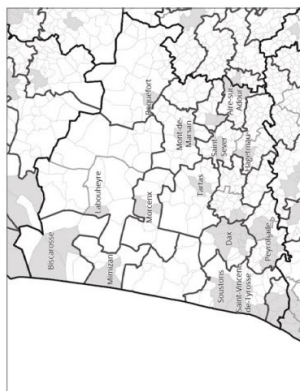 Biscarosse
Labouheyre
Mimizan
Morcenx
Roquefort
Mont-de-
Marsan
Tartas
Saint
Sever
Aire-sur-
Adour
Hagetmau
Dax
Soustons
Saint-Vincent
de-Tyrosse
Peyrehorade